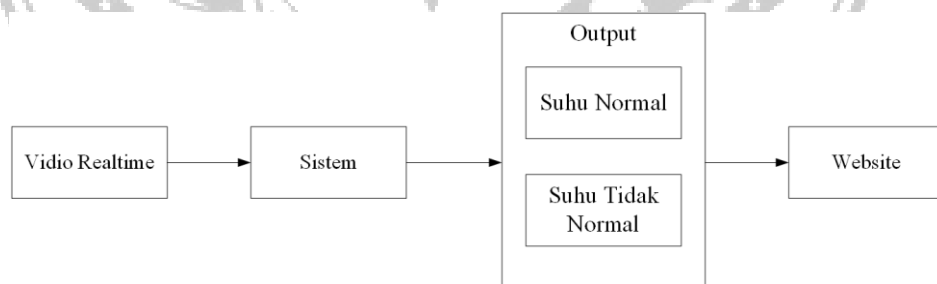 Output
Suhu Normal
Vidio Realtime
Sistem
Website
Suhu Tidak
Normal